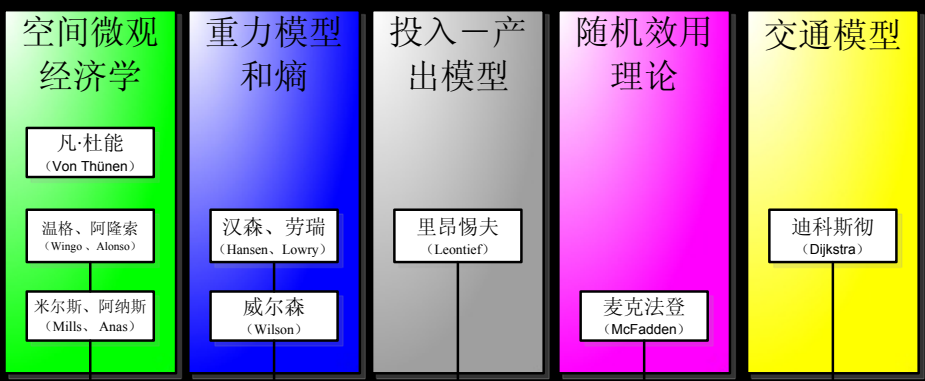 空间微观
经济学
凡·杜能
（Von Thünen）
温格、阿隆索
（Wingo 、Alonso）
米尔斯、阿纳斯
（Mills、 Anas）
重力模型
和熵
汉森、劳瑞
（Hansen、Lowry）
威尔森
（Wilson）
投入－产
出模型
里昂惕夫
（Leontief）
随机效用
理论
麦克法登
（McFadden）
交通模型
迪科斯彻
（Dijkstra）